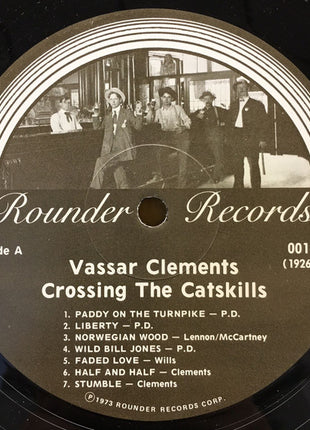 Rounder Records
de A
001
(1926
Vassar Clements
Crossing The Catskills
1. PADDY ON THE TURNPIKE — P.D.
2. LIBERTY — P.D.
3. NORWEGIAN WOOD — Lennon/McCartney
4. WILD BILL JONES — P.D.
5. FADED LOVE — Wills
6. HALF AND HALF — Clements
7. STUMBLE — Clements
Ⓟ 1973 ROUNDER RECORDS CORP.